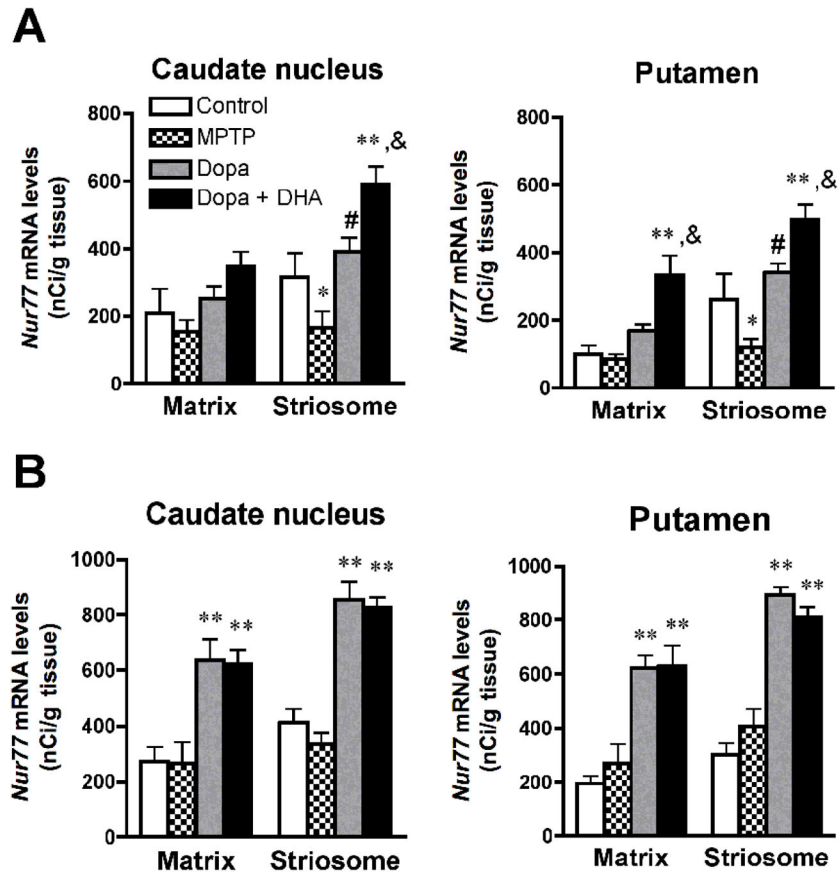 A
Caudate nucleus
Control
MPTP
Dopa
Dopa + DHA
Nur77 mRNA levels
(nCi/g tissue)
800
600
400
200
0
*
#
**,&
Matrix
Striosome
Putamen
Nur77 mRNA levels
(nCi/g tissue)
800
600
400
200
0
**,&
*
#
**,&
Matrix
Striosome
B
Caudate nucleus
Nur77 mRNA levels
(nCi/g tissue)
1000
800
600
400
200
0
** **
** **
Matrix
Striosome
Putamen
Nur77 mRNA levels
(nCi/g tissue)
1000
800
600
400
200
0
** **
**
**
Matrix
Striosome